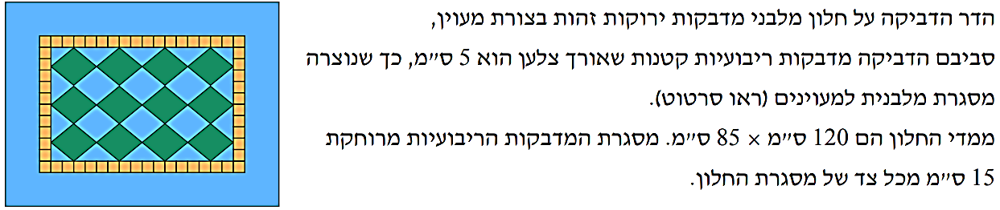 הדר הדביקה על חלון מלבני מדבקות ירוקות זהות בצורת מעוין,
סביבם הדביקה מדבקות ריבועיות קטנות שאורך צלען הוא 5 ס״מ, כך שנוצרה
מסגרת מלבנית למעוינים (ראו סרטוט).
ממדי החלון הם 120 ס״מ × 85 ס״מ. מסגרת המדבקות הריבועיות מרוחקת
15 ס״מ מכל צד של מסגרת החלון.